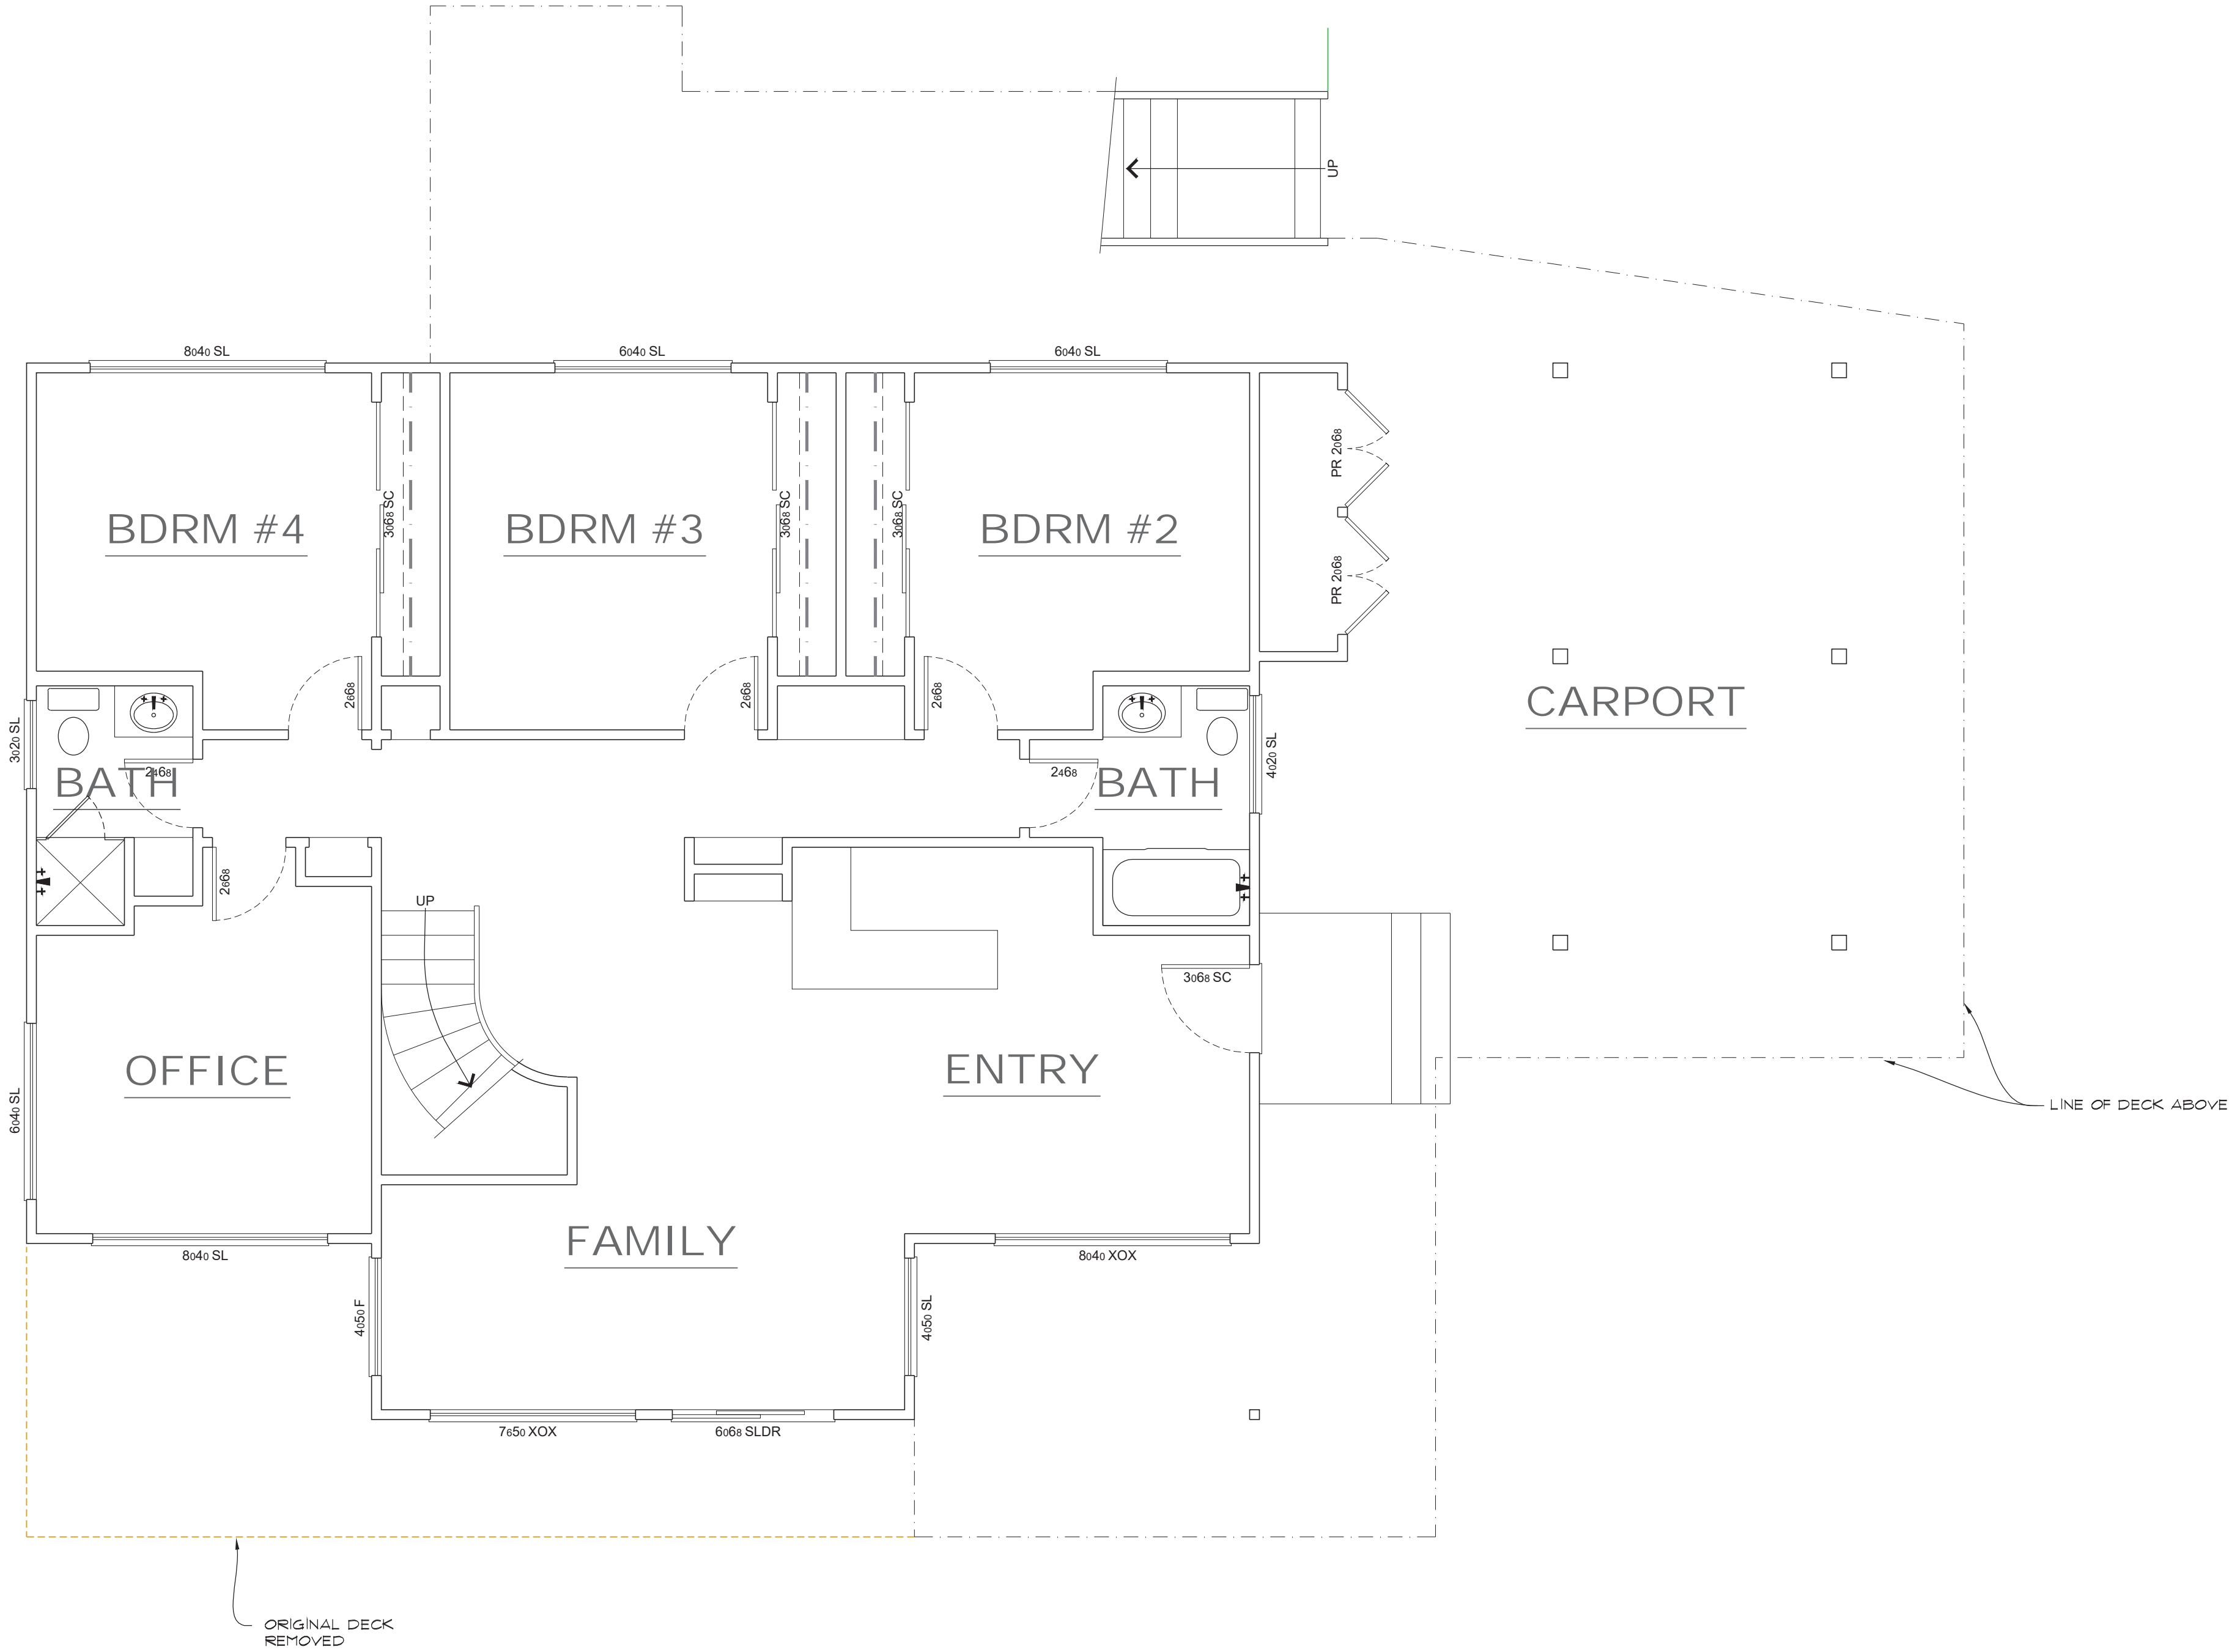 UP
8040 SL
6040 SL
6040 SL
PR 2068
3068 SC
3068 SC
3068 SC
BDRM #4
BDRM #3
BDRM #2
PR 2068
2668
2668
2668
CARPORT
3020 SL
4020 SL
2468
BATH
2468
BATH
2668
UP
3068 SC
OFFICE
ENTRY
6040 SL
LINE OF DECK ABOVE
FAMILY
8040 SL
8040 XOX
4050 F
4050 SL
7650 XOX
6068 SLDR
ORIGINAL DECK
REMOVED